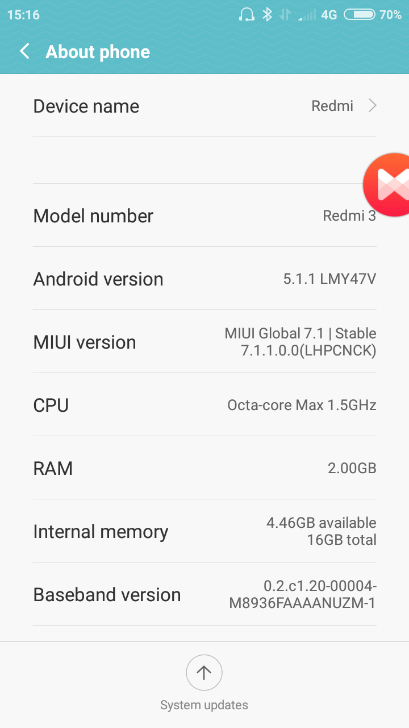 15:16 4G 70%
About phone
Device name Redmi
Model number Redmi 3
Android version 5.1.1 LMY47V
MIUI version MIUI Global 7.1 | Stable
7.1.1.0.0(LHPCNCK)
CPU Octa-core Max 1.5GHz
RAM 2.00GB
Internal memory 4.46GB available
16GB total
Baseband version 0.2.c1.20-00004-
M8936FAAAANUZM-1
System updates